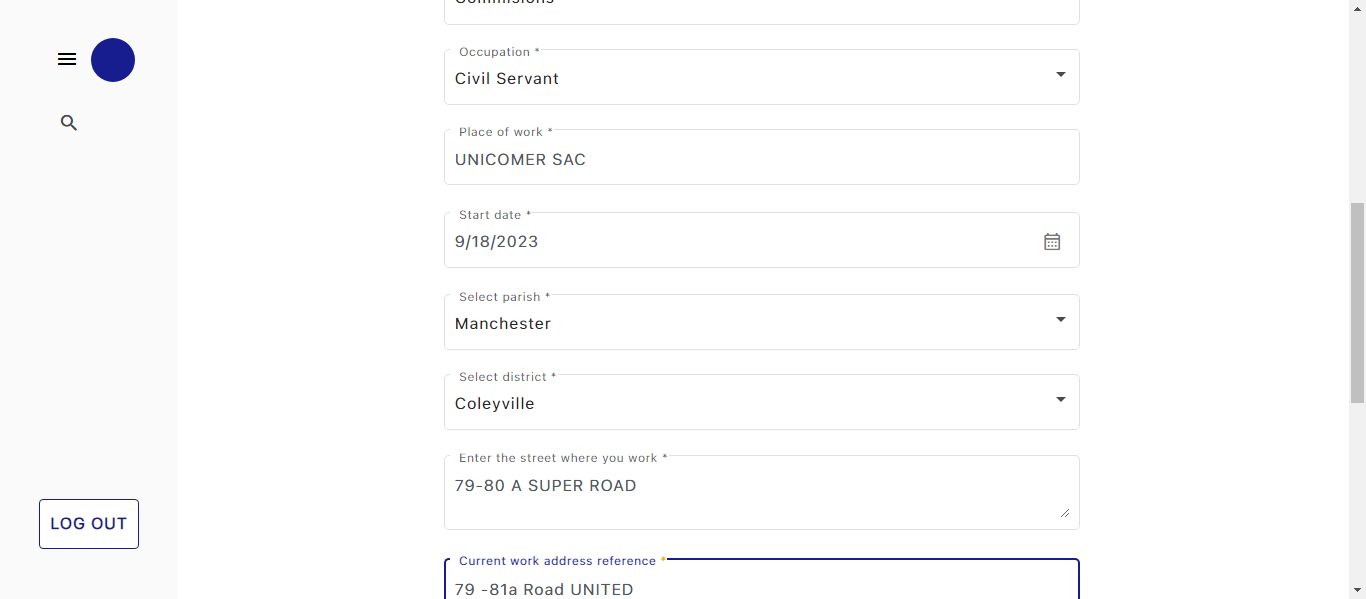 Commisions
Occupation *
Civil Servant
Place of work *
UNICOMER SAC
Start date *
9/18/2023
Select parish *
Manchester
Select district *
Coleyville
Enter the street where you work *
79-80 A SUPER ROAD
Current work address reference *
79 -81a Road UNITED
LOG OUT